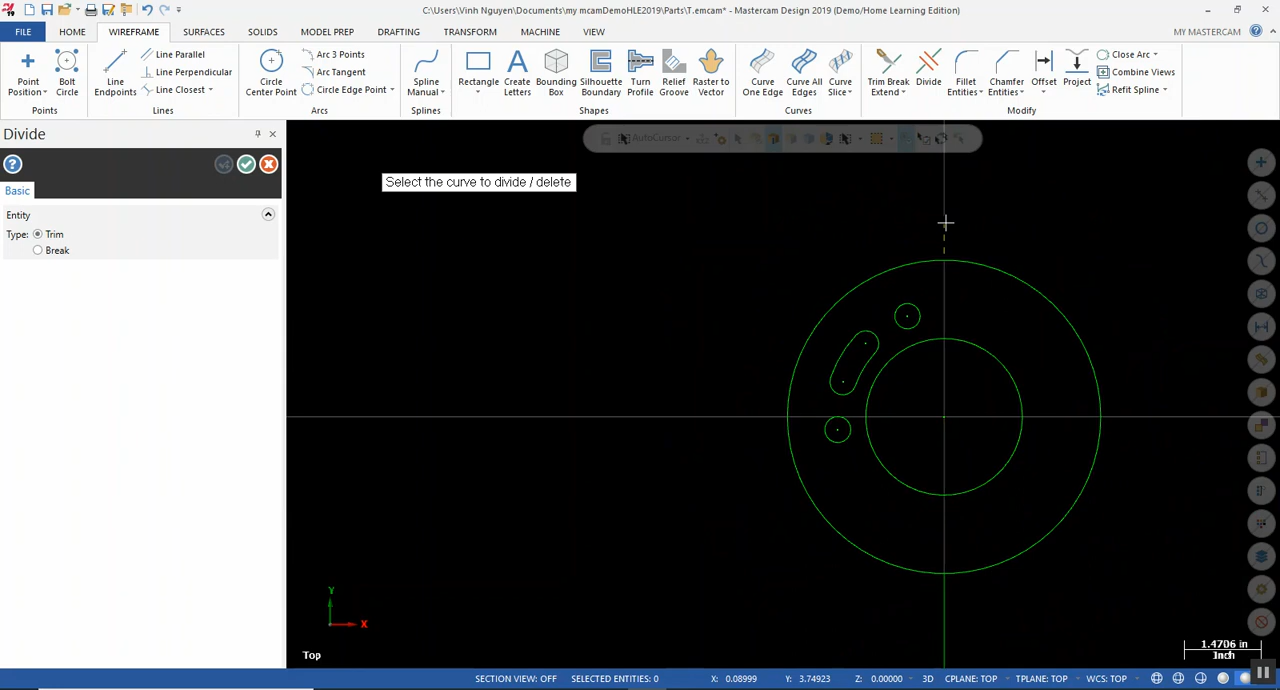 C:\Users\Vinh Nguyen\Documents\my mcamDemoHLE2019\Parts\T.emcam* - Mastercam Design 2019 (Demo/Home Learning Edition)
FILE HOME WIREFRAME SURFACES SOLIDS MODEL PREP DRAFTING TRANSFORM MACHINE VIEW MY MASTERCAM
Point Position
Bolt Circle
Points
Line Endpoints
Line Parallel
Line Perpendicular
Line Closest
Lines
Circle Center Point
Arc 3 Points
Arc Tangent
Circle Edge Point
Arcs
Spline Manual
Splines
Rectangle
Create Letters
Bounding Box
Silhouette Boundary
Turn Profile
Relief Groove
Raster to Vector
Shapes
Curve One Edge
Curve All Edges
Curve Slice
Curves
Trim Break Extend
Divide
Fillet Entities
Chamfer Entities
Offset
Project
Close Arc
Combine Views
Refit Spline
Modify
Divide
Basic
Entity
Type: Trim
Break
AutoCursor
Select the curve to divide / delete
Y
X
Top
1.4706 in
Inch
SECTION VIEW: OFF SELECTED ENTITIES: 0 X: 0.08999 Y: 3.74923 Z: 0.00000 3D CPLANE: TOP TPLANE: TOP WCS: TOP